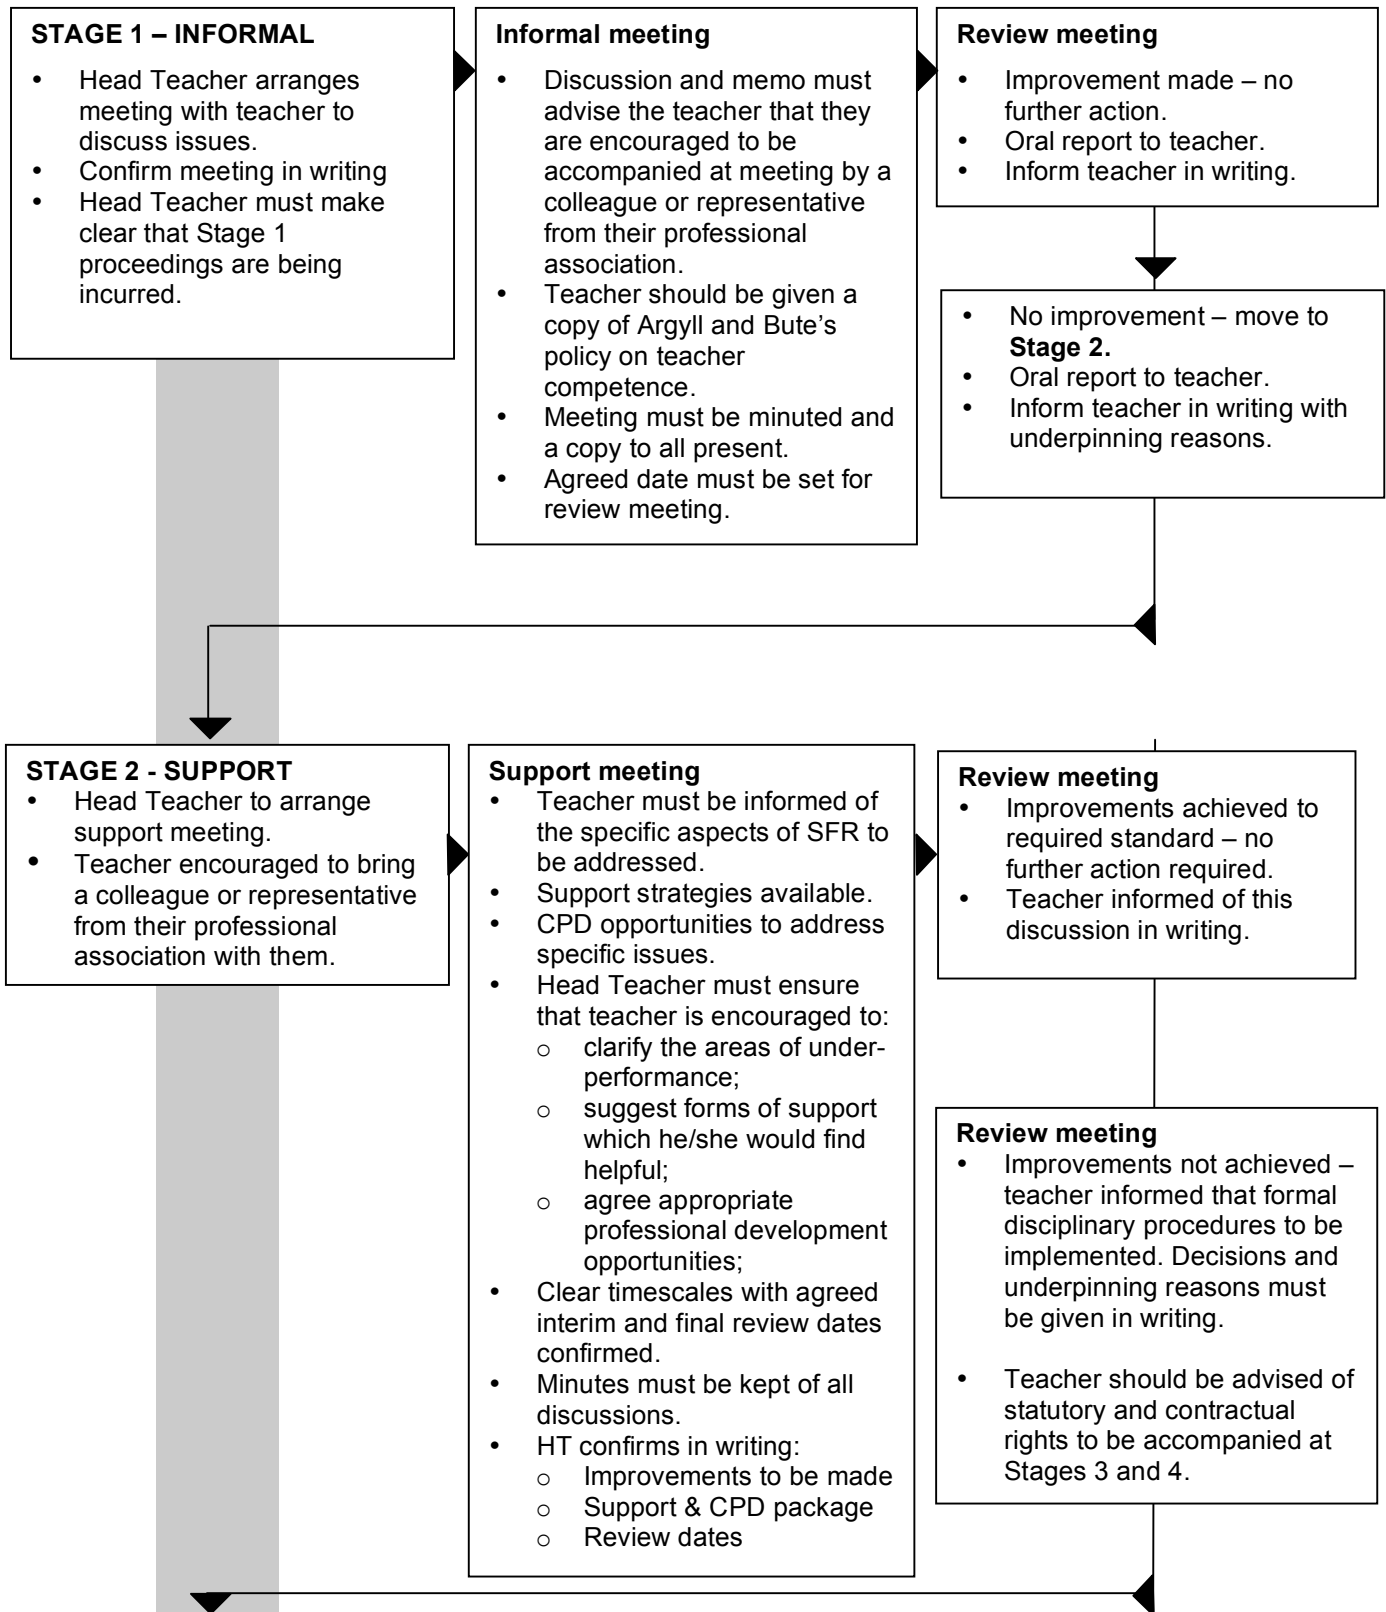 STAGE 1 – INFORMAL
• Head Teacher arranges
meeting with teacher to
discuss issues.
• Confirm meeting in writing
• Head Teacher must make
clear that Stage 1
proceedings are being
incurred.
Informal meeting
• Discussion and memo must
advise the teacher that they
are encouraged to be
accompanied at meeting by a
colleague or representative
from their professional
association.
• Teacher should be given a
copy of Argyll and Bute’s
policy on teacher
competence.
• Meeting must be minuted and
a copy to all present.
• Agreed date must be set for
review meeting.
Review meeting
• Improvement made – no
further action.
• Oral report to teacher.
• Inform teacher in writing.
• No improvement – move to
Stage 2.
• Oral report to teacher.
• Inform teacher in writing with
underpinning reasons.
STAGE 2 - SUPPORT
• Head Teacher to arrange
support meeting.
• Teacher encouraged to bring
a colleague or representative
from their professional
association with them.
Support meeting
• Teacher must be informed of
the specific aspects of SFR to
be addressed.
• Support strategies available.
• CPD opportunities to address
specific issues.
• Head Teacher must ensure
that teacher is encouraged to:
o clarify the areas of under-
performance;
o suggest forms of support
which he/she would find
helpful;
o agree appropriate
professional development
opportunities;
• Clear timescales with agreed
interim and final review dates
confirmed.
• Minutes must be kept of all
discussions.
• HT confirms in writing:
o Improvements to be made
o Support & CPD package
o Review dates
Review meeting
• Improvements achieved to
required standard – no
further action required.
• Teacher informed of this
discussion in writing.
Review meeting
• Improvements not achieved –
teacher informed that formal
disciplinary procedures to be
implemented. Decisions and
underpinning reasons must
be given in writing.
• Teacher should be advised of
statutory and contractual
rights to be accompanied at
Stages 3 and 4.